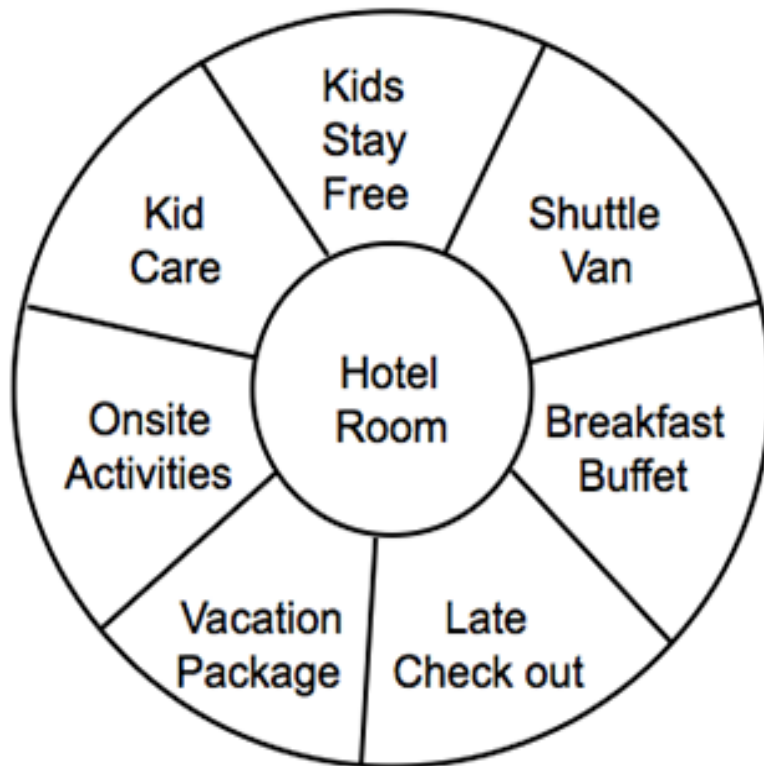 Kids
Stay
Free
Shuttle
Van
Breakfast
Buffet
Late
Check out
Vacation
Package
Onsite
Activities
Kid
Care
Hotel
Room